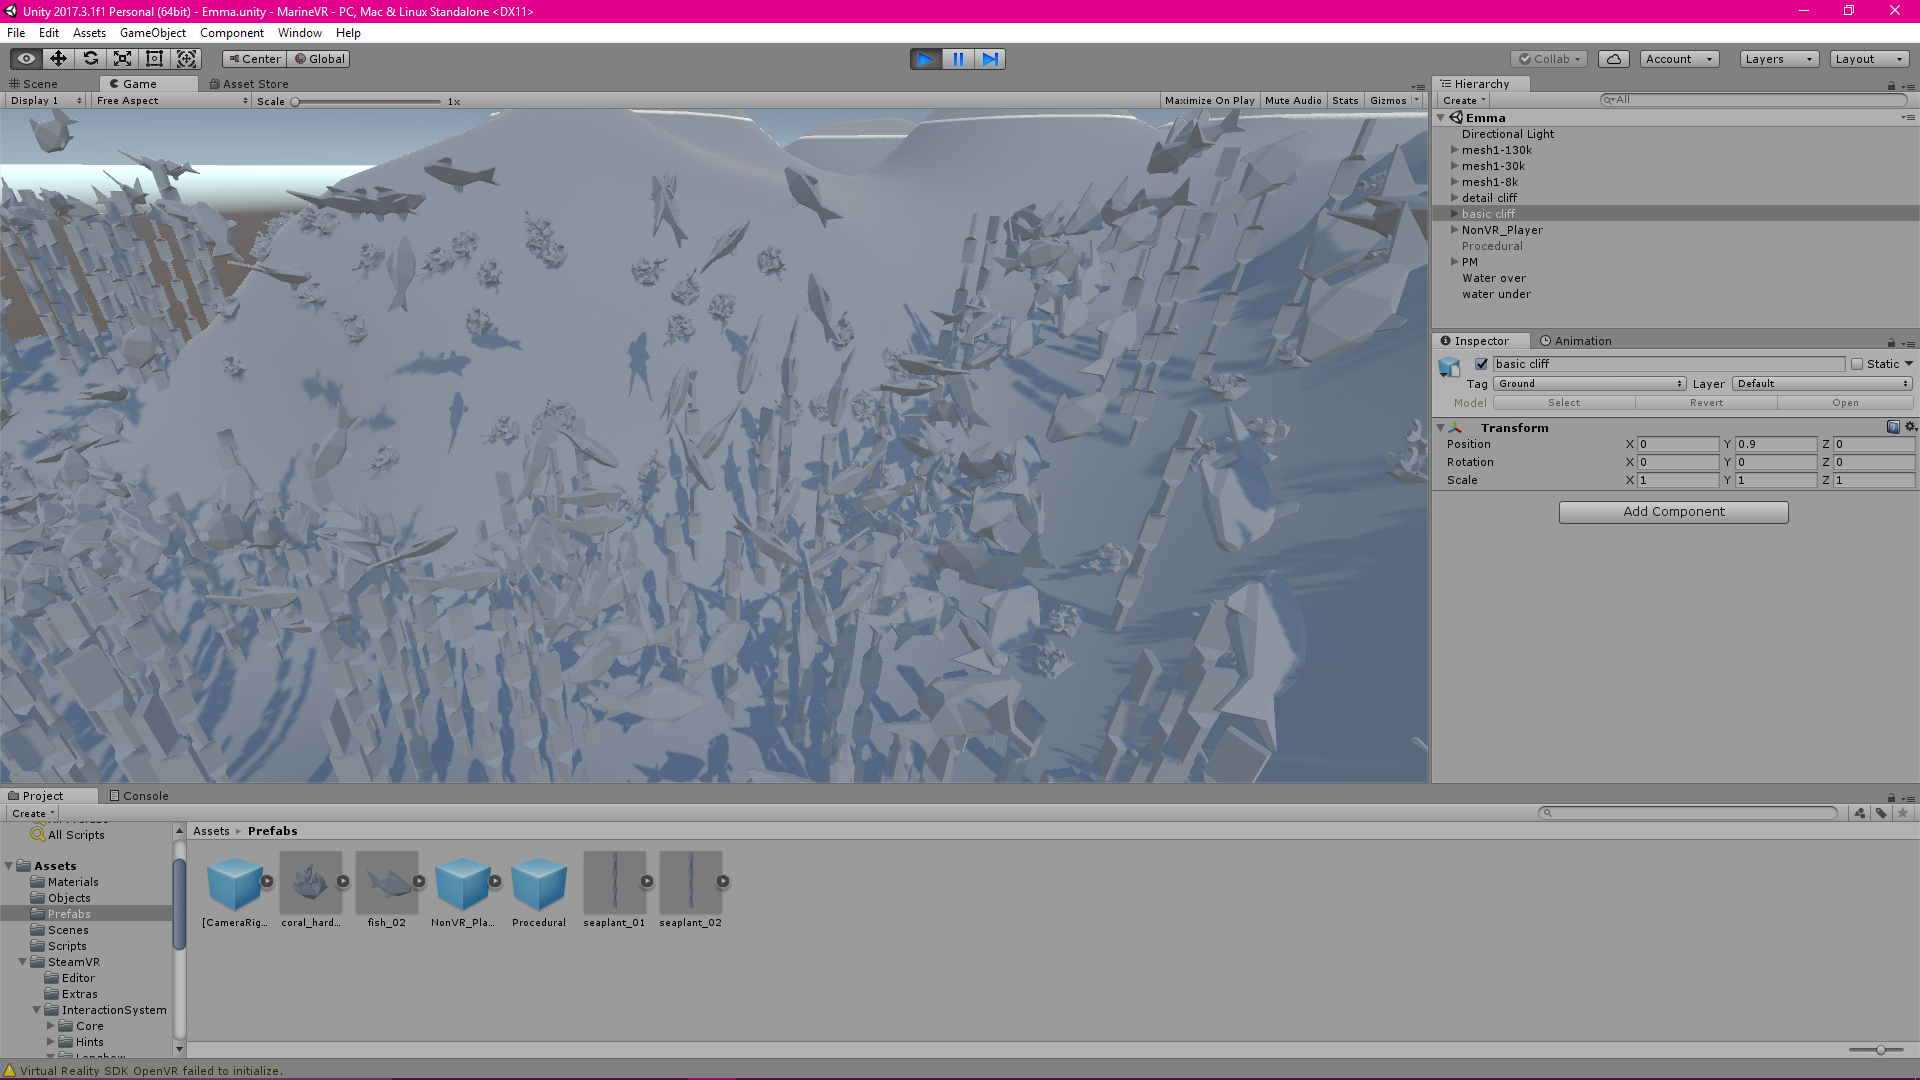 Unity 2017.3.1f1 Personal (64bit) - Emma.unity - MarineVR - PC, Mac & Linux Standalone <DX11>
File Edit Assets GameObject Component Window Help
Center Global Collab Account Layers Layout
Scene Game Asset Store
Display 1 Free Aspect Scale 1x Maximize On Play Mute Audio Stats Gizmos
Hierarchy
Create All
Emma
Directional Light
mesh1-130k
mesh1-30k
mesh1-8k
detail cliff
basic cliff
NonVR_Player
Procedural
PM
Water over
water under
Inspector Animation
basic cliff Static
Tag Ground Layer Default
Model Select Revert Open
Transform
Position X 0 Y 0.9 Z 0
Rotation X 0 Y 0 Z 0
Scale X 1 Y 1 Z 1
Add Component
Project Console
Create
All Scripts
Assets
Materials
Objects
Prefabs
Scenes
Scripts
SteamVR
Editor
Extras
InteractionSystem
Core
Hints
Assets Prefabs
[CameraRig... coral_hard... fish_02 NonVR_Pla... Procedural seaplant_01 seaplant_02
Virtual Reality SDK OpenVR failed to initialize.